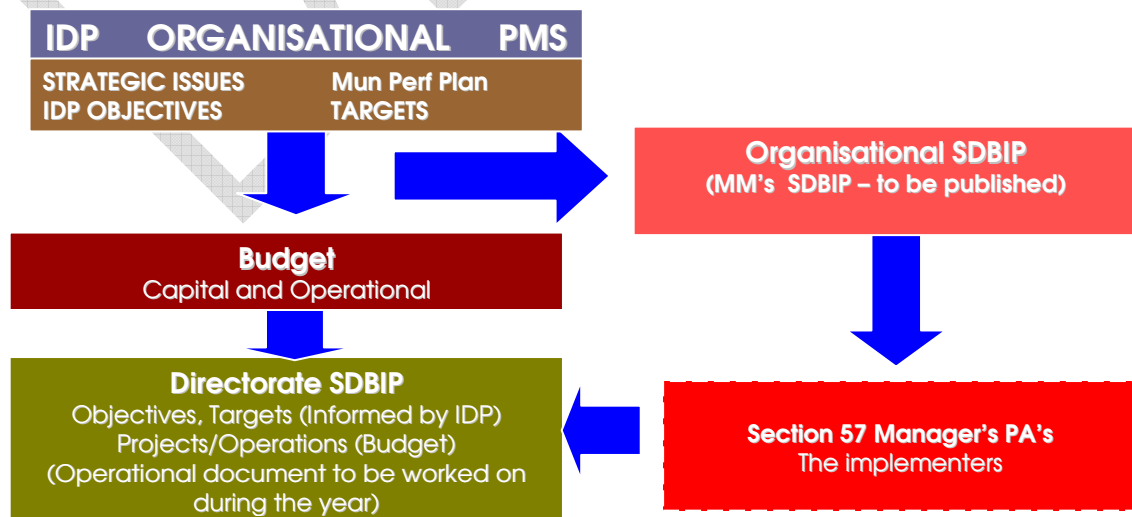 IDP ORGANISATIONAL PMS
STRATEGIC ISSUES Mun Perf Plan
IDP OBJECTIVES TARGETS
Organisational SDBIP
(MM's SDBIP – to be published)
Budget
Capital and Operational
Directorate SDBIP
Objectives, Targets (Informed by IDP)
Projects/Operations (Budget)
(Operational document to be worked on
during the year)
Section 57 Manager's PA's
The implementers